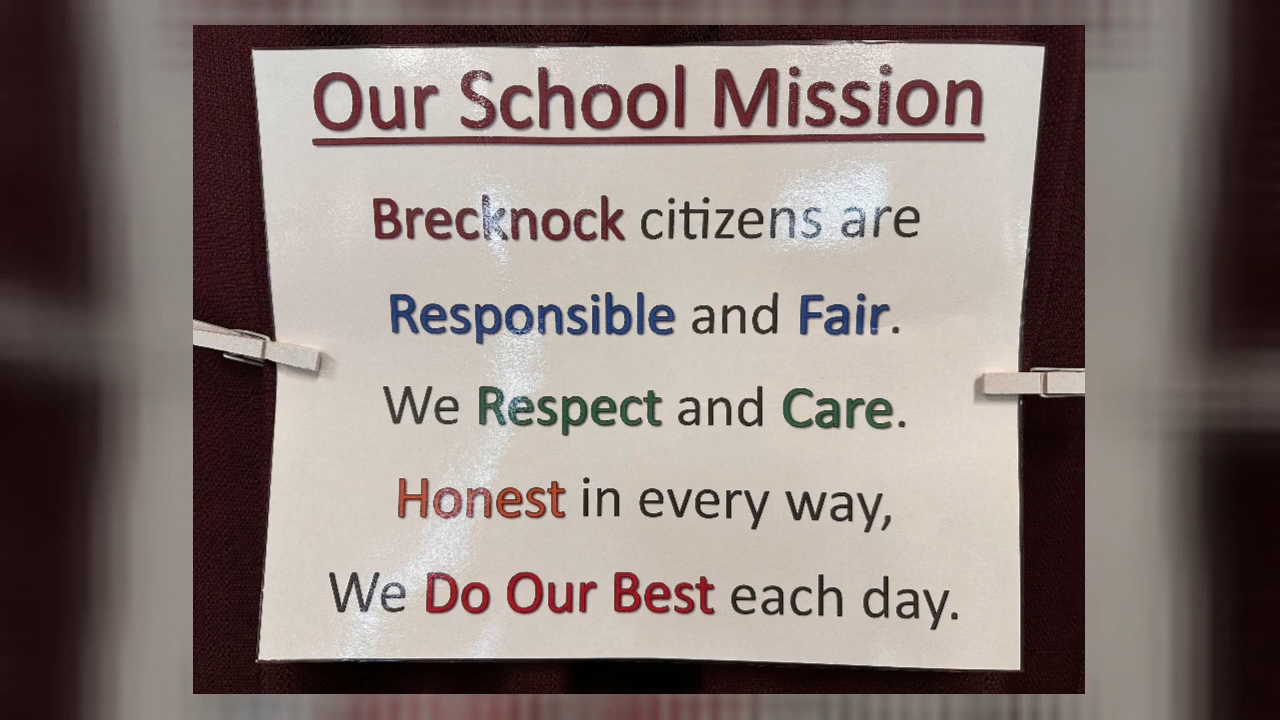 Our School Mission
Brecknock citizens are
Responsible and Fair.
We Respect and Care.
Honest in every way,
We Do Our Best each day.